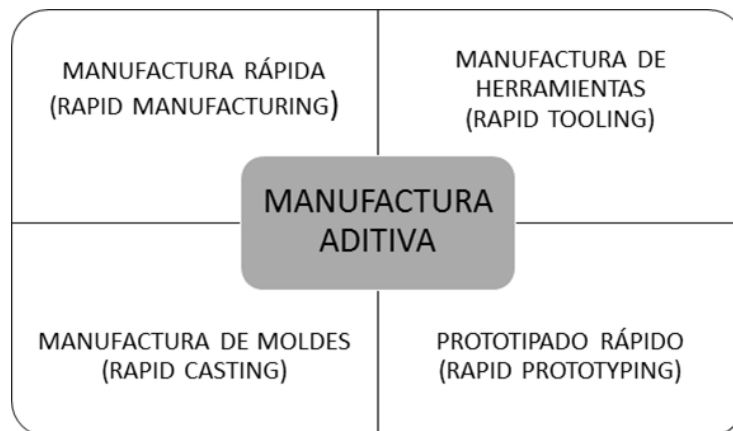 MANUFACTURA RÁPIDA
(RAPID MANUFACTURING)
MANUFACTURA DE
HERRAMIENTAS
(RAPID TOOLING)
MANUFACTURA
ADITIVA
MANUFACTURA DE MOLDES
(RAPID CASTING)
PROTOTIPADO RÁPIDO
(RAPID PROTOTYPING)